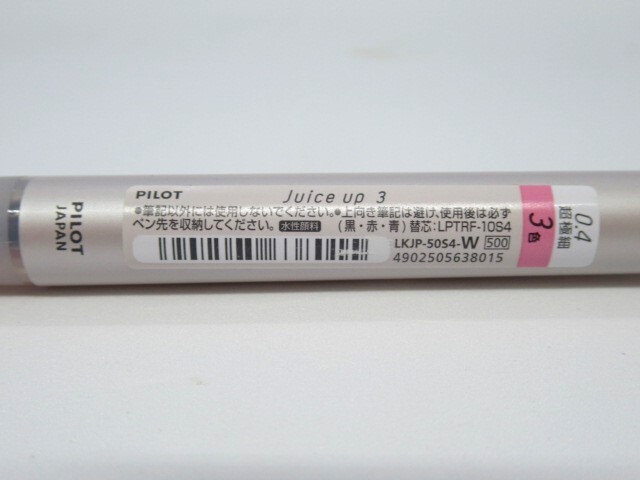 PILOT
JAPAN
PILOT Juice up 3
●筆記以外には使用しないでください。●上向き筆記は避け、使用後は必ず
ペン先を収納してください。 水性顔料 (黒・赤・青) 替芯:LPTRF-10S4
LKJP-50S4-W 500
4902505638015
3色
0.4
超極細